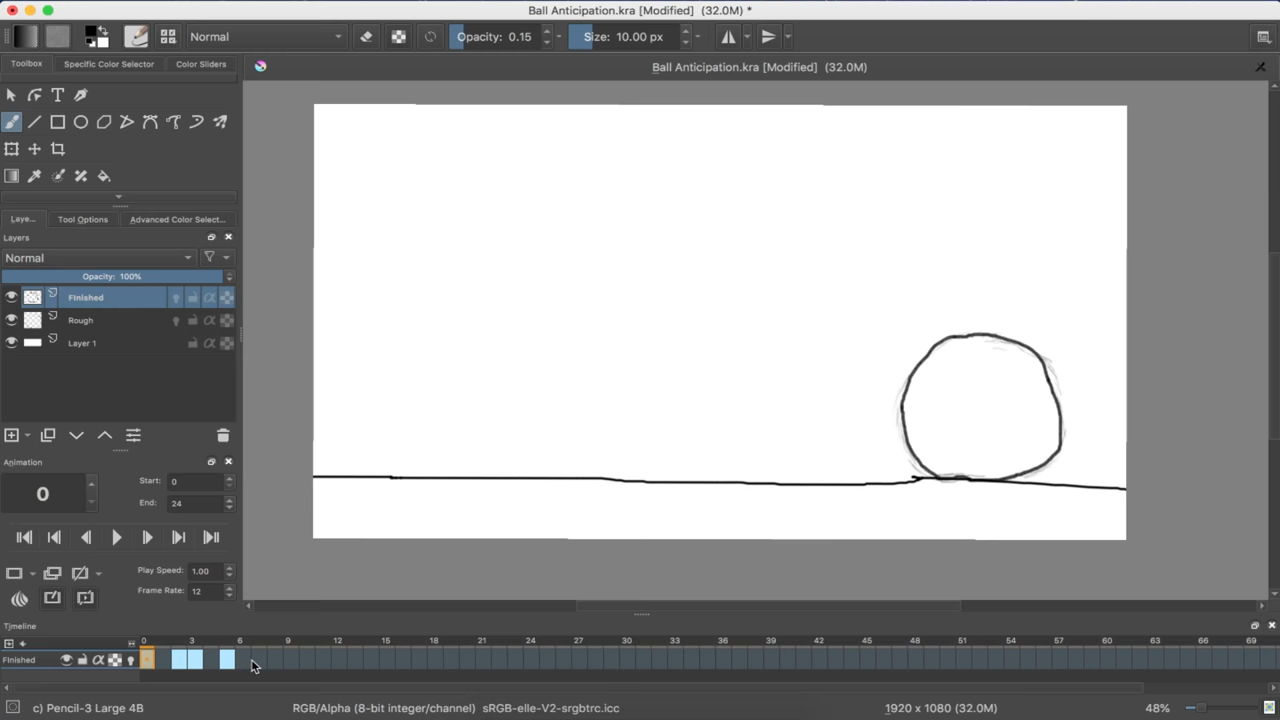 Ball Anticipation.kra [Modified]  (32.0M) *
Normal
Opacity: 0.15
Size: 10.00 px
Toolbox
Specific Color Selector
Color Sliders
Ball Anticipation.kra [Modified]  (32.0M)
Laye...
Tool Options
Advanced Color Select...
Layers
Normal
Opacity: 100%
Finished
Rough
Layer 1
Animation
0
Start: 0
End: 24
Play Speed: 1.00
Frame Rate: 12
Timeline
0 3 6 9 12 15 18 21 24 27 30 33 36 39 42 45 48 51 54 57 60 63 66 69
Finished
c) Pencil-3 Large 4B
RGB/Alpha (8-bit integer/channel)  sRGB-elle-V2-srgbtrc.icc
1920 x 1080 (32.0M)
48%